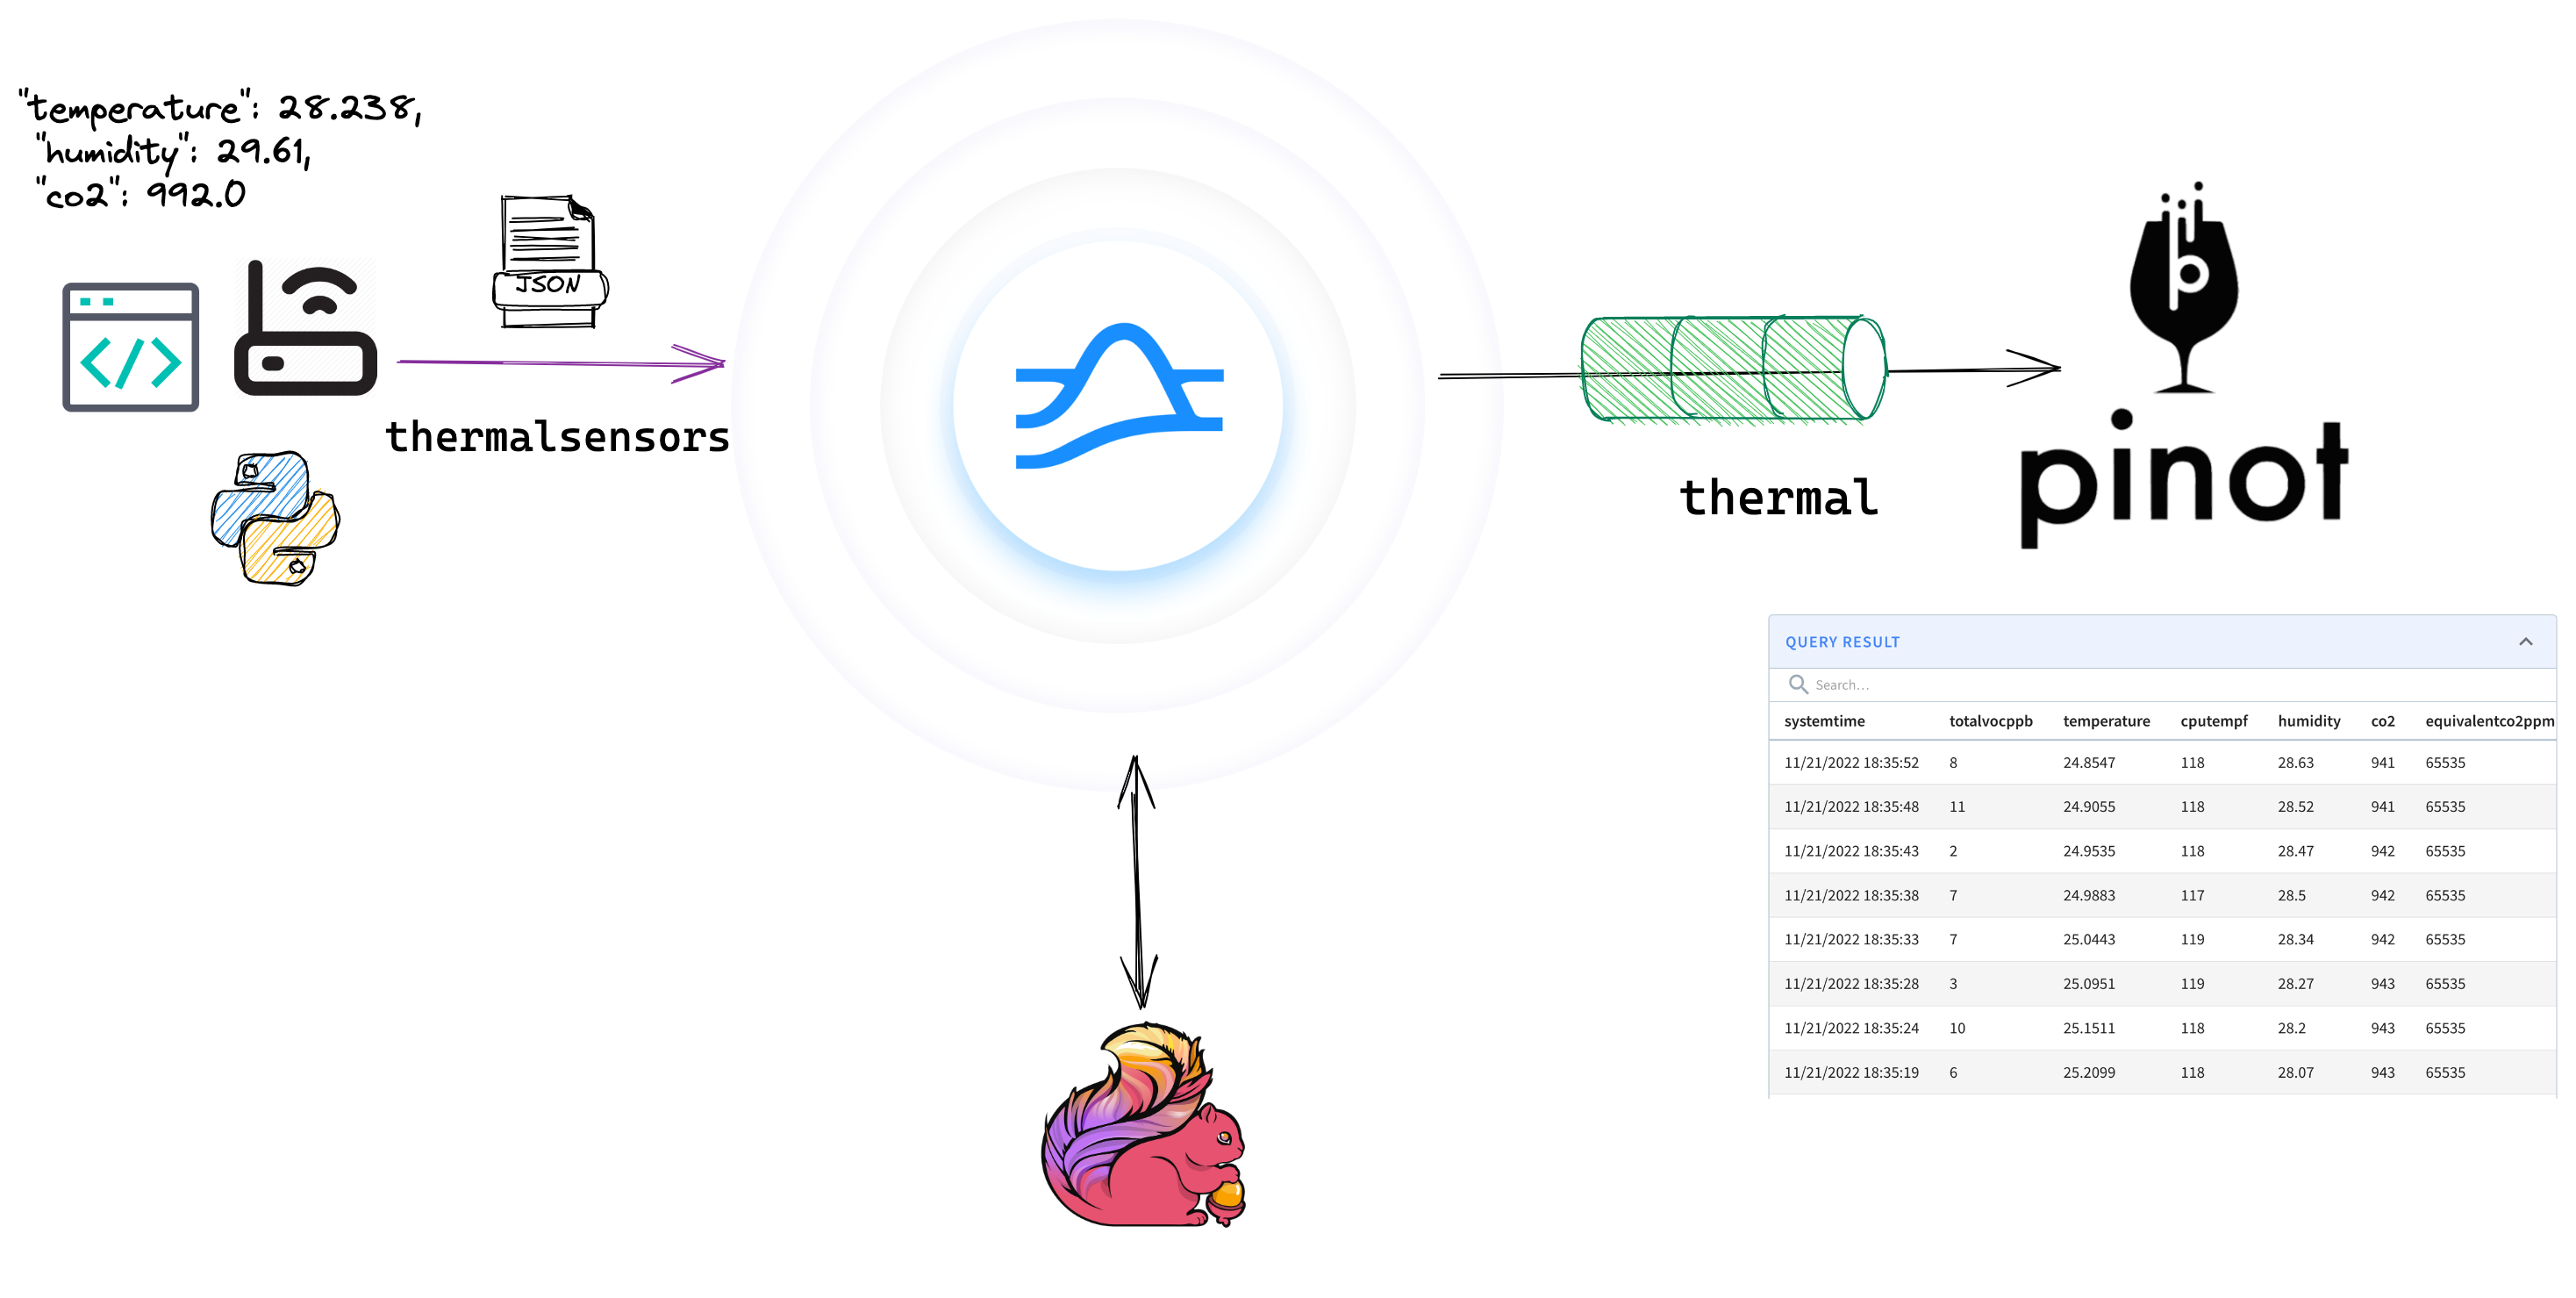 "temperature": 28.238,
"humidity": 29.61,
"co2": 992.0
JSON
</>
thermalsensors
thermal
pinot
QUERY RESULT
Search...
systemtime totalvocppb temperature cputempf humidity co2 equivalentco2ppm
11/21/2022 18:35:52 8 24.8547 118 28.63 941 65535
11/21/2022 18:35:48 11 24.9055 118 28.52 941 65535
11/21/2022 18:35:43 2 24.9535 118 28.47 942 65535
11/21/2022 18:35:38 7 24.9883 117 28.5 942 65535
11/21/2022 18:35:33 7 25.0443 119 28.34 942 65535
11/21/2022 18:35:28 3 25.0951 119 28.27 943 65535
11/21/2022 18:35:24 10 25.1511 118 28.2 943 65535
11/21/2022 18:35:19 6 25.2099 118 28.07 943 65535